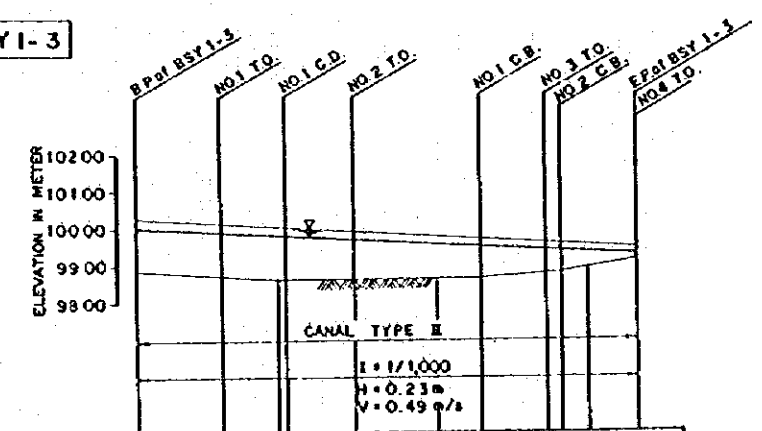 Y 1-3
B.P.of BSY 1-3
NO.1 T.O.
NO.1 C.D.
NO.2 T.O.
NO.1 C.B.
NO.3 T.O.
NO.2 C.B.
E.P.of BSY 1-3
NO.4 T.O.
ELEVATION IN METER
102.00
101.00
100.00
99.00
98.00
CANAL TYPE II
I = 1/1,000
H = 0.23 m
V = 0.49 m/s